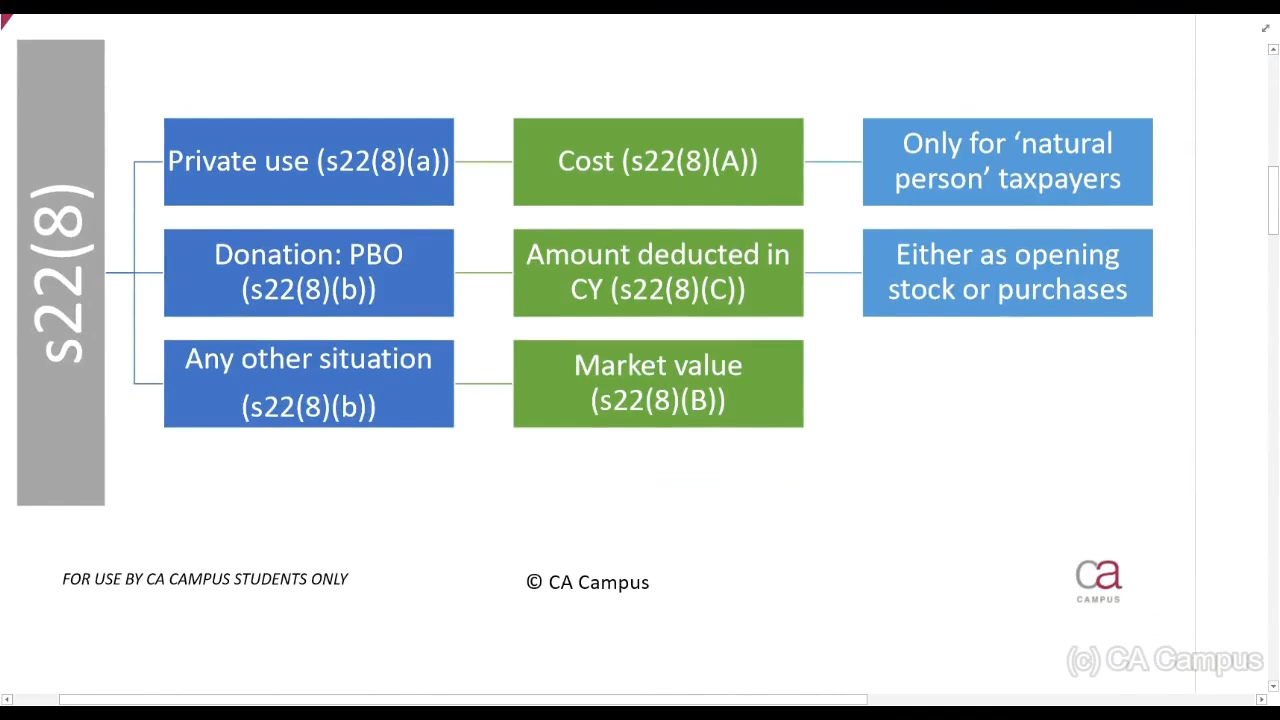 s22(8)
Private use (s22(8)(a))
Cost (s22(8)(A))
Only for ‘natural
person’ taxpayers
Donation: PBO
(s22(8)(b))
Amount deducted in
CY (s22(8)(C))
Either as opening
stock or purchases
Any other situation
(s22(8)(b))
Market value
(s22(8)(B))
FOR USE BY CA CAMPUS STUDENTS ONLY
© CA Campus
ca
CAMPUS
(c) CA Campus